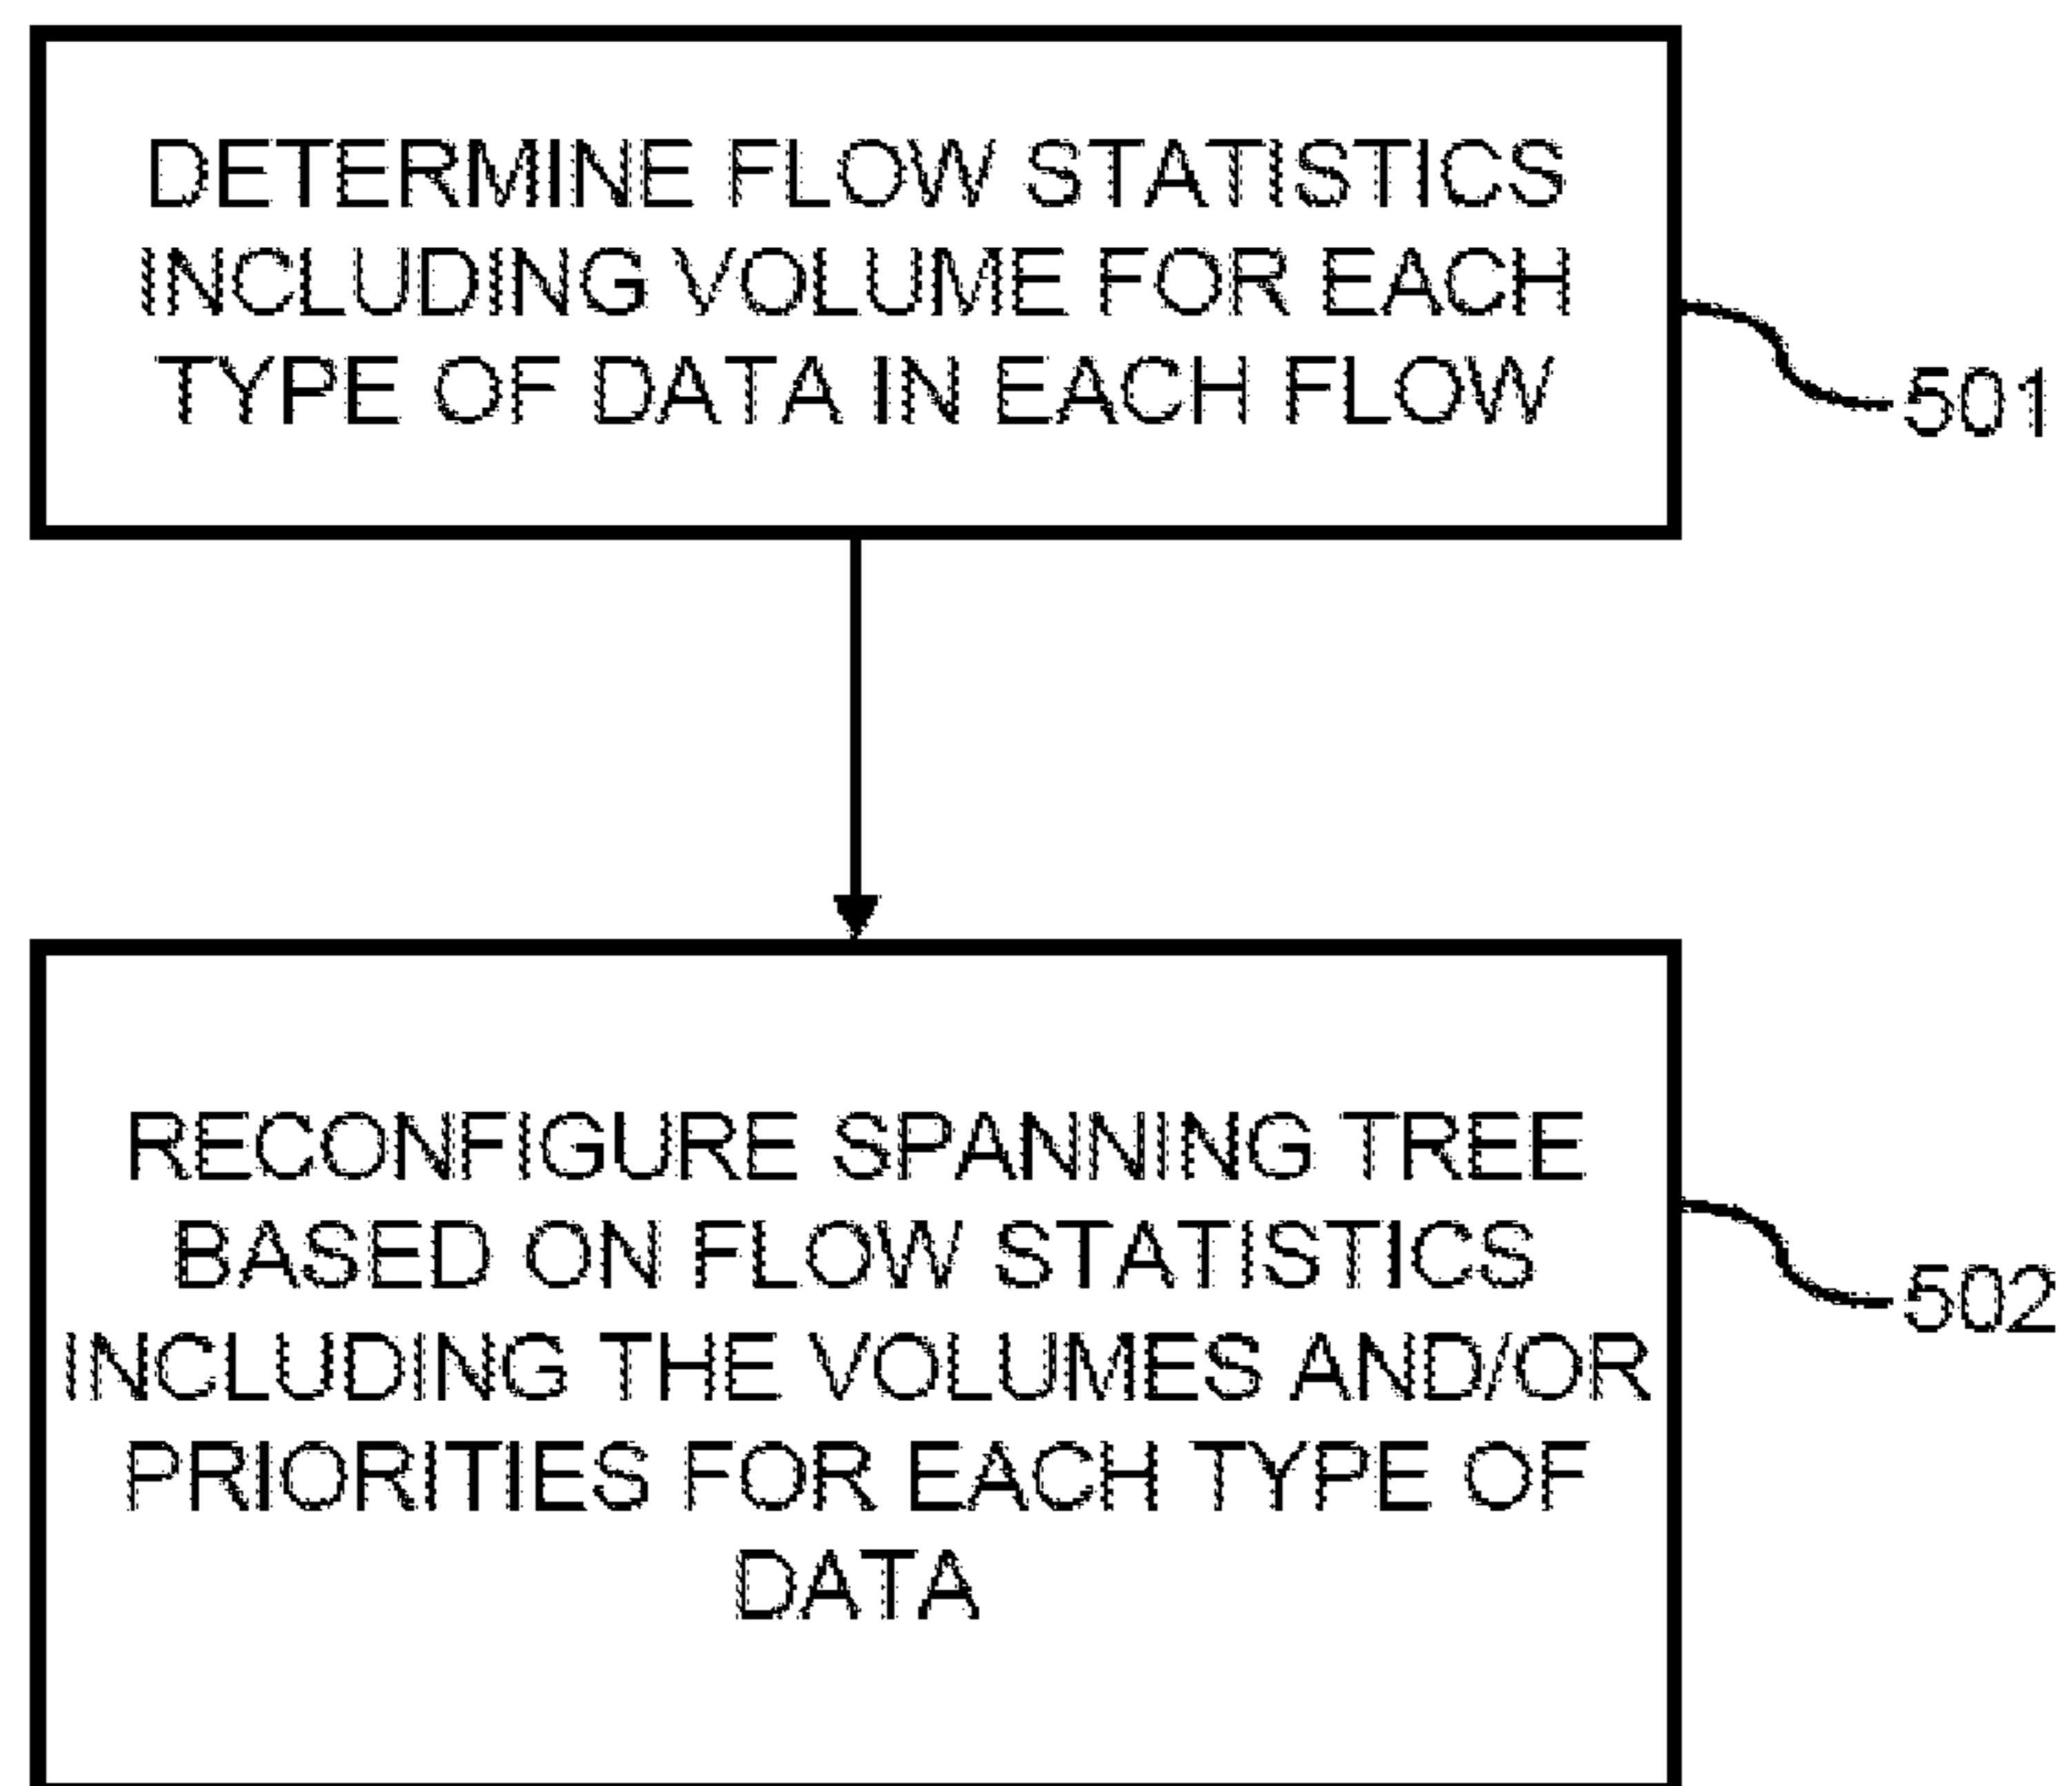 DETERMINE FLOW STATISTICS
INCLUDING VOLUME FOR EACH
TYPE OF DATA IN EACH FLOW
501
RECONFIGURE SPANNING TREE
BASED ON FLOW STATISTICS
INCLUDING THE VOLUMES AND/OR
PRIORITIES FOR EACH TYPE OF
DATA
502